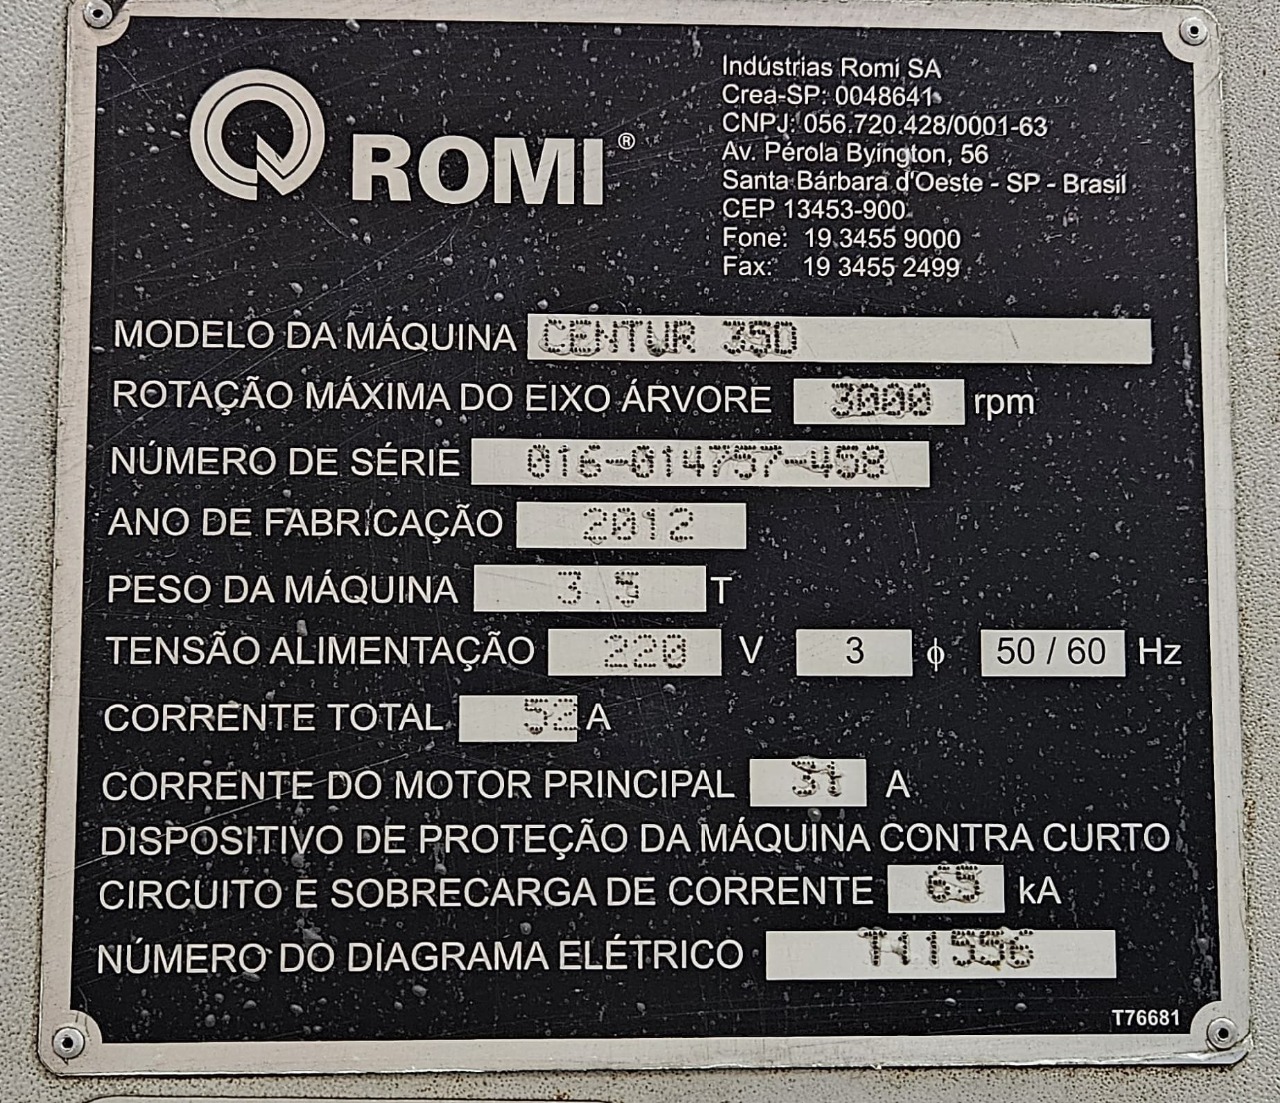 ROMI®
Indústrias Romi SA
Crea-SP: 0048641
CNPJ: 056.720.428/0001-63
Av. Pérola Byington, 56
Santa Bárbara d'Oeste - SP - Brasil
CEP 13453-900
Fone: 19 3455 9000
Fax: 19 3455 2499
MODELO DA MÁQUINA CENTUR 35D
ROTAÇÃO MÁXIMA DO EIXO ÁRVORE 3000 rpm
NÚMERO DE SÉRIE 016-014757-458
ANO DE FABRICAÇÃO 2012
PESO DA MÁQUINA 3.5 T
TENSÃO ALIMENTAÇÃO 220 V 3 ϕ 50 / 60 Hz
CORRENTE TOTAL 52 A
CORRENTE DO MOTOR PRINCIPAL 31 A
DISPOSITIVO DE PROTEÇÃO DA MÁQUINA CONTRA CURTO
CIRCUITO E SOBRECARGA DE CORRENTE 65 kA
NÚMERO DO DIAGRAMA ELÉTRICO T11556
T76681